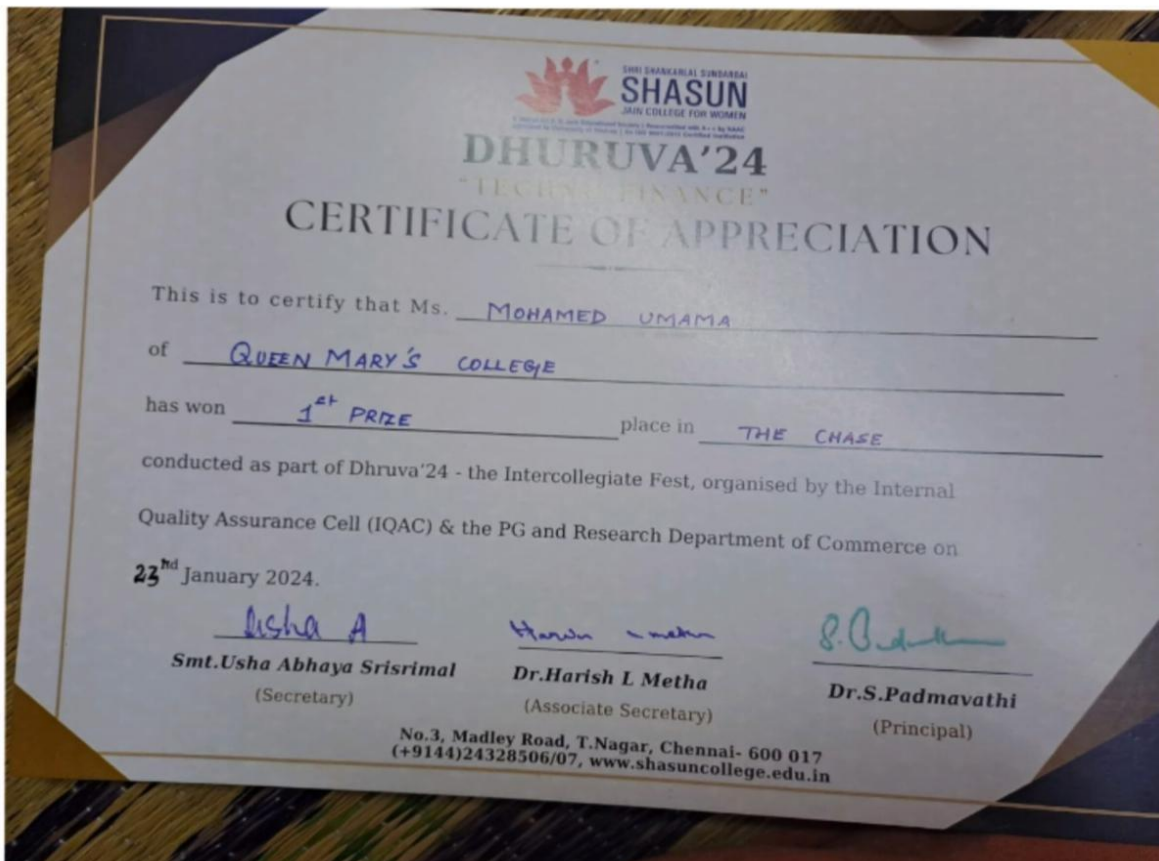 SHRI SHANKARLAL SUNDARBAI
SHASUN
JAIN COLLEGE FOR WOMEN
DHURUVA'24
FINANCE"
CERTIFICATE OF APPRECIATION
This is to certify that Ms. MOHAMED UMAMA
of QUEEN MARY'S COLLEGE
has won 1st PRIZE place in THE CHASE
conducted as part of Dhruva'24 - the Intercollegiate Fest, organised by the Internal
Quality Assurance Cell (IQAC) & the PG and Research Department of Commerce on
23nd January 2024.
Usha A
Smt.Usha Abhaya Srisrimal Dr.Harish L Metha Dr.S.Padmavathi
(Secretary) (Associate Secretary) (Principal)
No.3, Madley Road, T.Nagar, Chennai- 600 017
(+9144)24328506/07, www.shasuncollege.edu.in